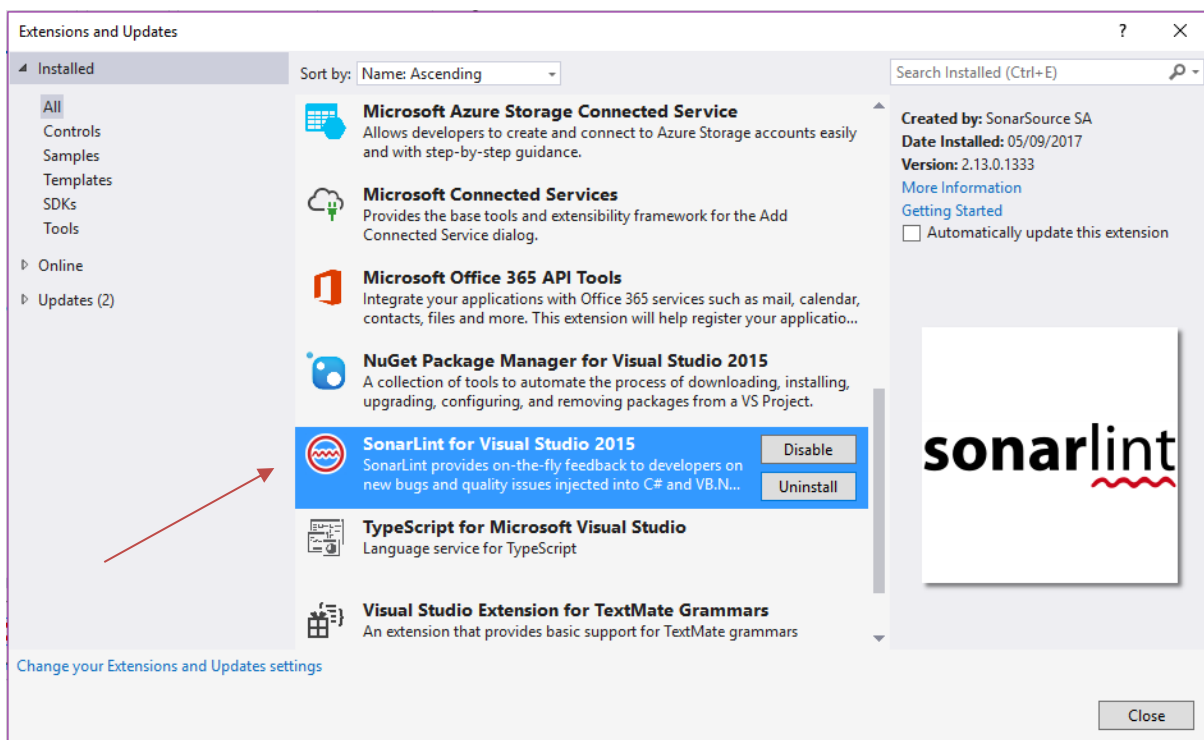 Extensions and Updates
?
Installed
All
Controls
Samples
Templates
SDKs
Tools
Online
Updates (2)
Sort by: Name: Ascending
Microsoft Azure Storage Connected Service
Allows developers to create and connect to Azure Storage accounts easily
and with step-by-step guidance.
Microsoft Connected Services
Provides the base tools and extensibility framework for the Add
Connected Service dialog.
Microsoft Office 365 API Tools
Integrate your applications with Office 365 services such as mail, calendar,
contacts, files and more. This extension will help register your applicatio...
NuGet Package Manager for Visual Studio 2015
A collection of tools to automate the process of downloading, installing,
upgrading, configuring, and removing packages from a VS Project.
SonarLint for Visual Studio 2015
SonarLint provides on-the-fly feedback to developers on
new bugs and quality issues injected into C# and VB.N...
Disable
Uninstall
TypeScript for Microsoft Visual Studio
Language service for TypeScript
Visual Studio Extension for TextMate Grammars
An extension that provides basic support for TextMate grammars
Search Installed (Ctrl+E)
Created by: SonarSource SA
Date Installed: 05/09/2017
Version: 2.13.0.1333
More Information
Getting Started
Automatically update this extension
sonarlint
Change your Extensions and Updates settings
Close